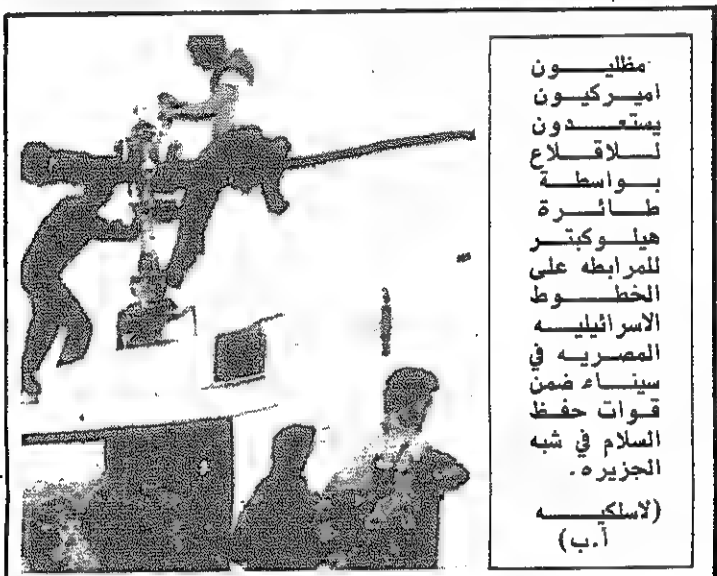 مظليون
اميركيون
يستعدون
للاقلاع
بواسطة
طائرة
هيلوكبتر
للمرابطه على
الخطوط
الاسرائيليه
المصريه في
سيناء ضمن
قوات حفظ
السلام في شبه
الجزيره.
(لاسلكيه
أ.ب)